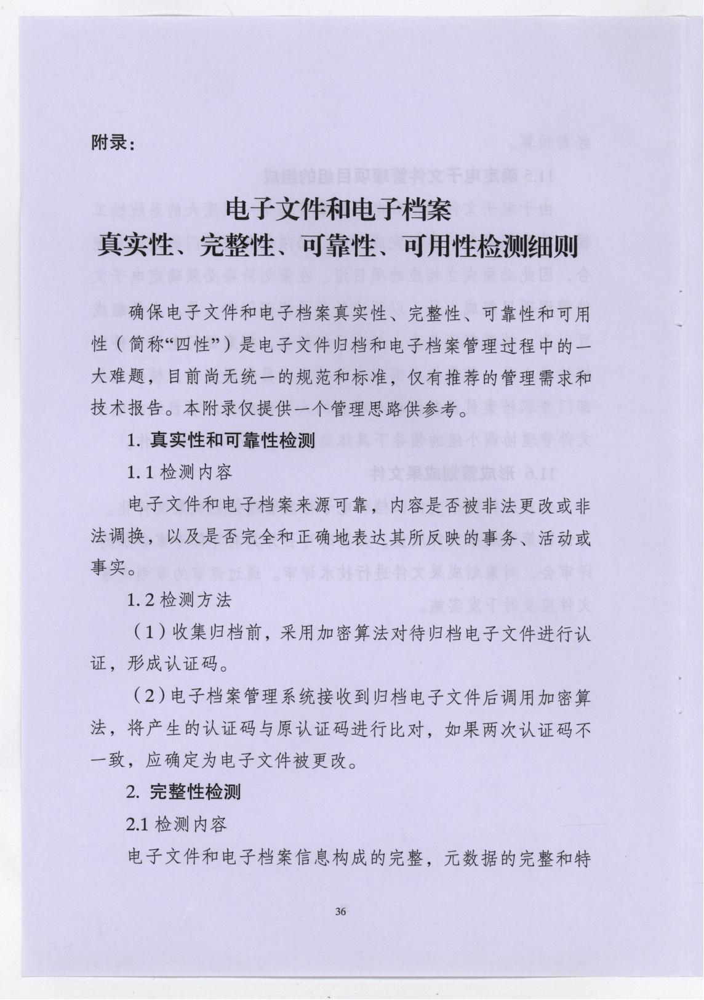 附录：
电子文件和电子档案
真实性、完整性、可靠性、可用性检测细则
确保电子文件和电子档案真实性、完整性、可靠性和可用
性（简称“四性”）是电子文件归档和电子档案管理过程中的一
大难题，目前尚无统一的规范和标准，仅有推荐的管理需求和
技术报告。本附录仅提供一个管理思路供参考。
1. 真实性和可靠性检测
1. 1 检测内容
电子文件和电子档案来源可靠，内容是否被非法更改或非
法调换，以及是否完全和正确地表达其所反映的事务、活动或
事实。
1. 2 检测方法
（1）收集归档前，采用加密算法对待归档电子文件进行认
证，形成认证码。
（2）电子档案管理系统接收到归档电子文件后调用加密算
法，将产生的认证码与原认证码进行比对，如果两次认证码不
一致，应确定为电子文件被更改。
2. 完整性检测
2.1 检测内容
电子文件和电子档案信息构成的完整，元数据的完整和特
36